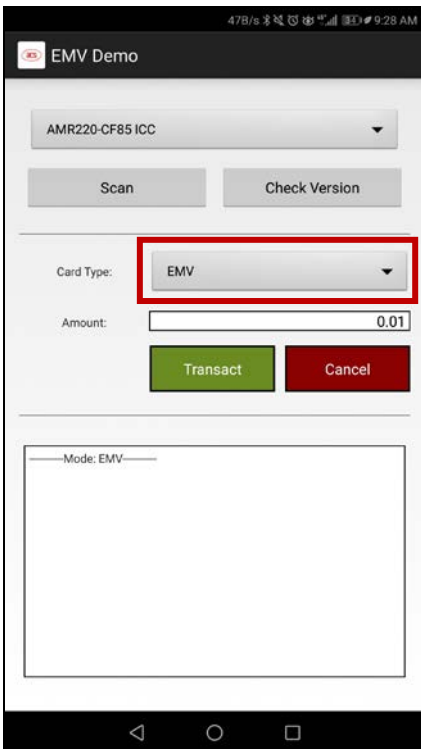 47B/s 9:28 AM
EMV Demo
AMR220-CF85 ICC
Scan Check Version
Card Type: EMV
Amount: 0.01
Transact Cancel
———Mode: EMV———